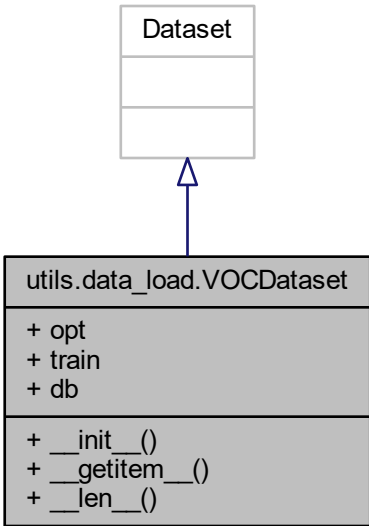 Dataset
utils.data_load.VOCDataset
+ opt
+ train
+ db
+ __init__()
+ __getitem__()
+ __len__()